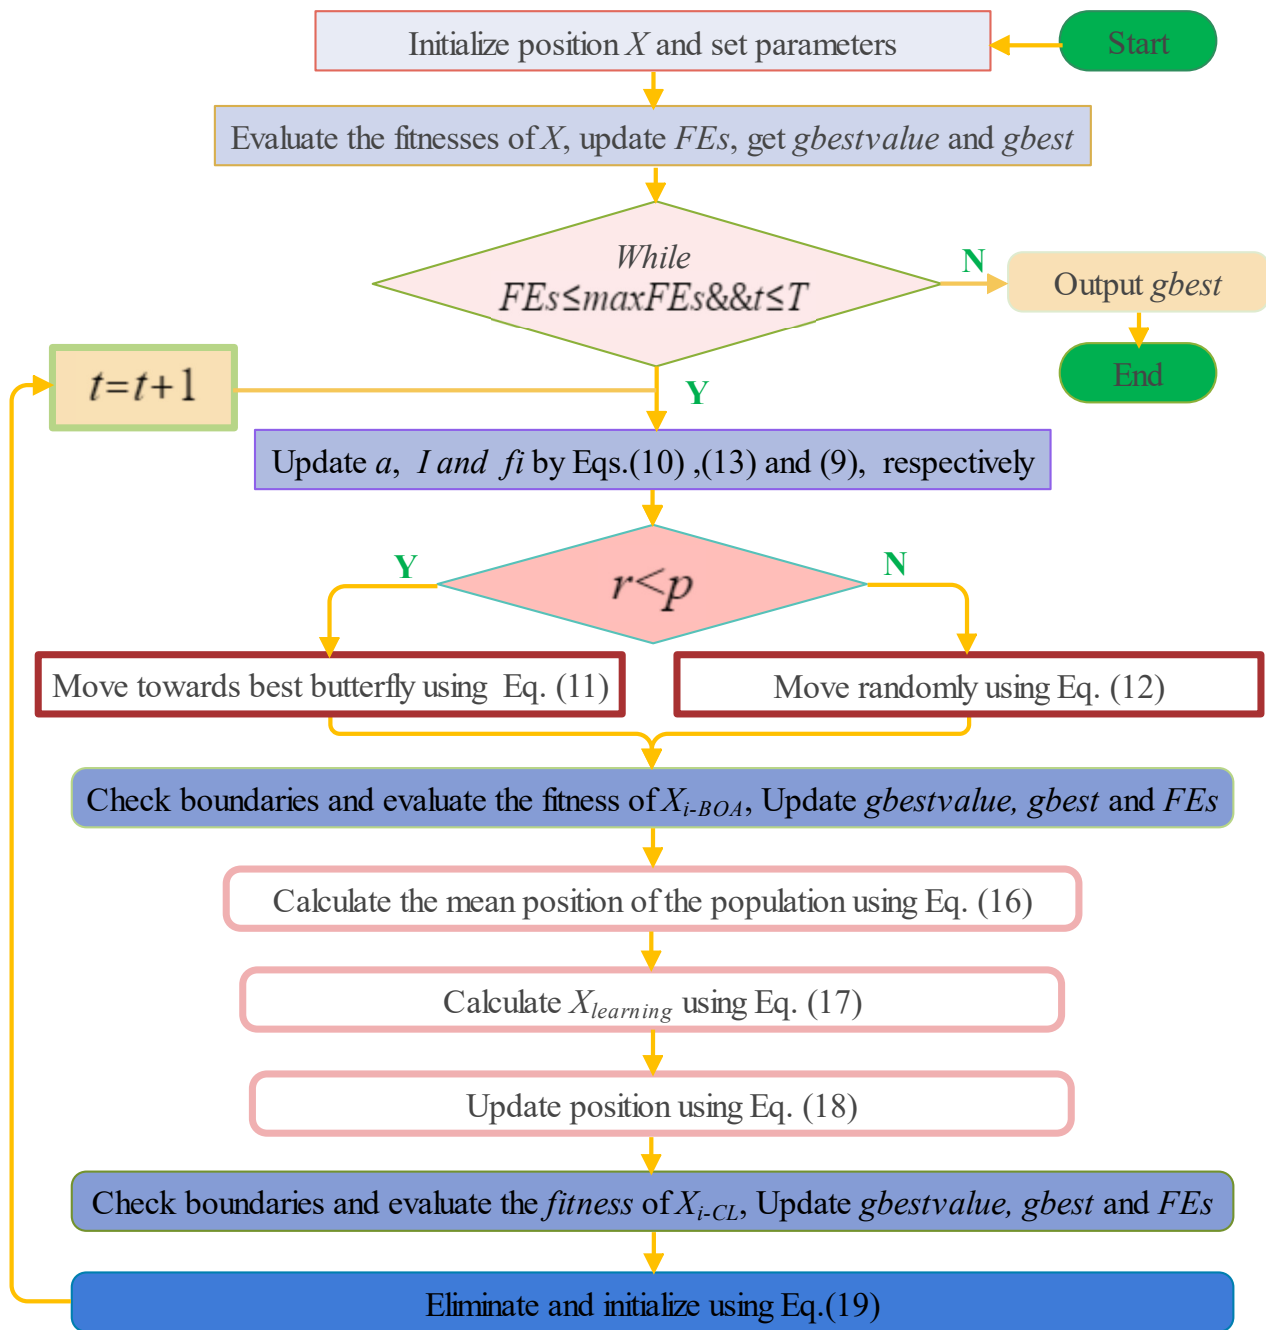 Start
Initialize position X and set parameters
Evaluate the fitnesses of X, update FEs, get gbestvalue and gbest
While
FEs≤maxFEs&&t≤T
N
Output gbest
End
t=t+1
Y
Update a, I and fi by Eqs.(10) ,(13) and (9), respectively
r<p
Y
N
Move towards best butterfly using Eq. (11)
Move randomly using Eq. (12)
Check boundaries and evaluate the fitness of Xi-BOA, Update gbestvalue, gbest and FEs
Calculate the mean position of the population using Eq. (16)
Calculate Xlearning using Eq. (17)
Update position using Eq. (18)
Check boundaries and evaluate the fitness of Xi-CL, Update gbestvalue, gbest and FEs
Eliminate and initialize using Eq.(19)